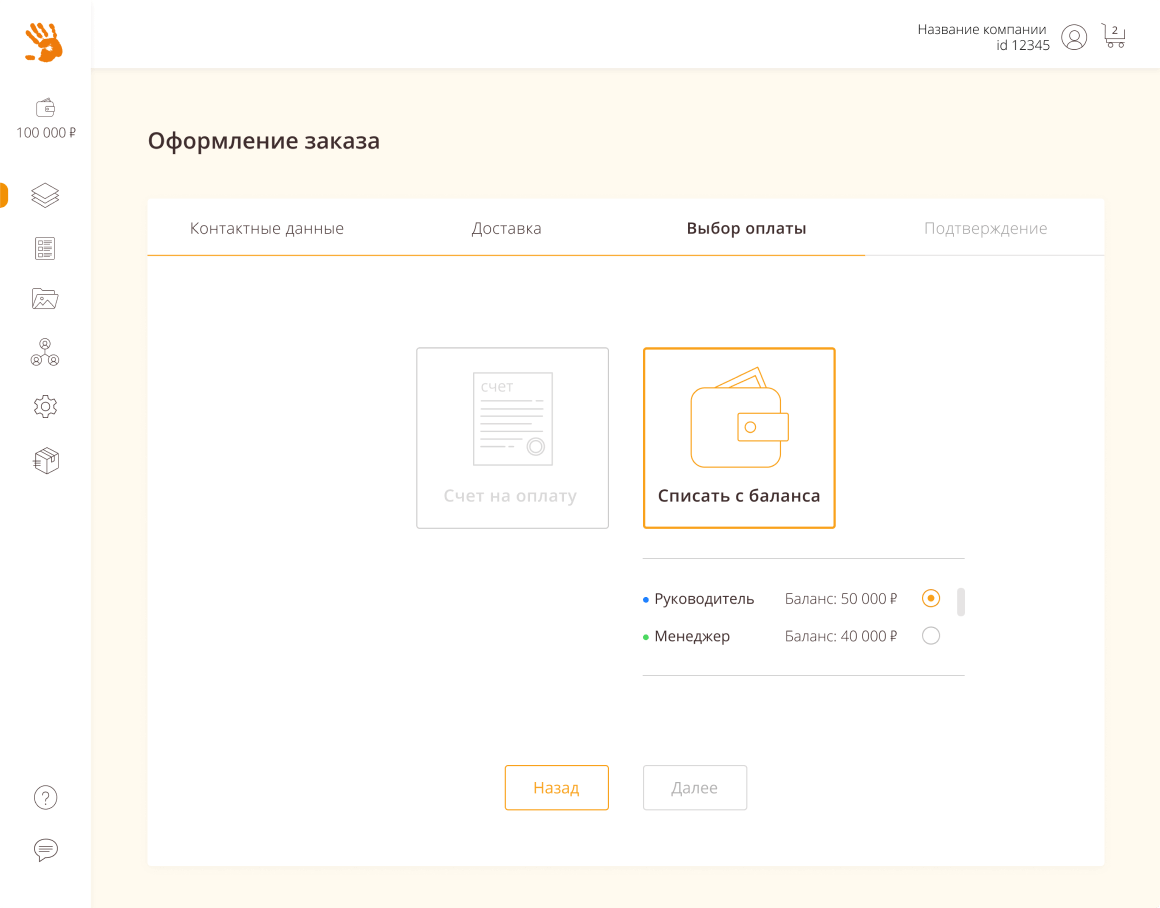 Название компании
id 12345
2
100 000 ₽
Оформление заказа
Контактные данные
Доставка
Выбор оплаты
Подтверждение
счет
Счет на оплату
Списать с баланса
Руководитель Баланс: 50 000 ₽
Менеджер Баланс: 40 000 ₽
Назад
Далее
?